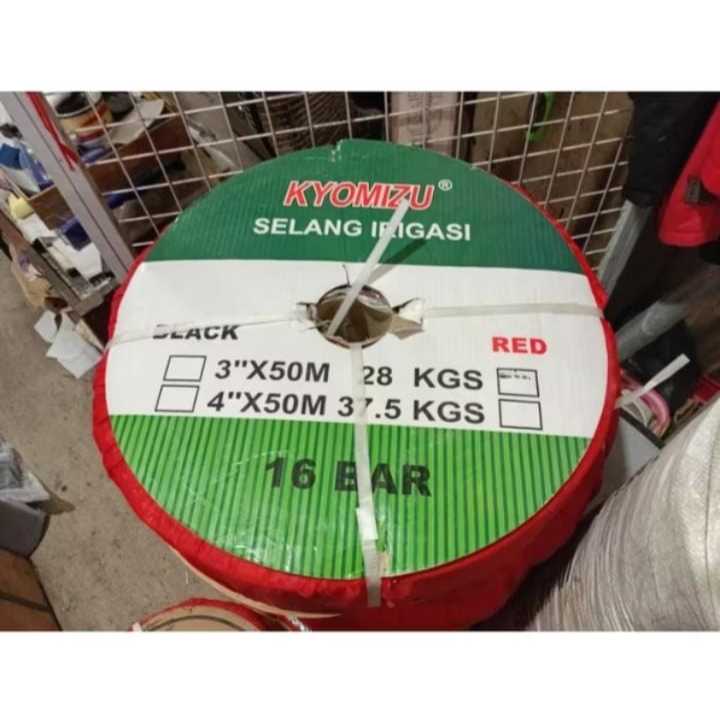 KYOMIZU®
SELANG IRIGASI
BLACK
RED
3"X50M 28 KGS
4"X50M 37.5 KGS
16 BAR